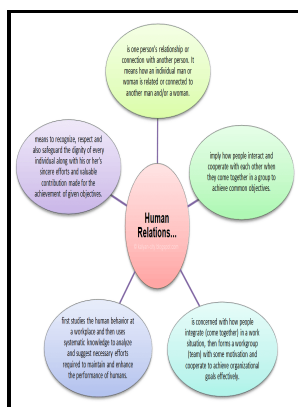 is one person's relationship or
connection with another person. It
means how an individual man or
woman is related or connected to
another man and/or a woman.
means to recognize, respect and
also safeguard the dignity of every
individual along with his or her's
sincere efforts and valuable
contribution made for the
achievement of given objectives.
imply how people interact and
cooperate with each other when
they come together in a group to
achieve common objectives.
Human
Relations...
first studies the human behavior at
a workplace and then uses
systematic knowledge to analyze
and suggest necessary efforts
required to maintain and enhance
the performance of humans.
is concerned with how people
integrate (come together) in a work
situation, then forms a workgroup
(team) with some motivation and
cooperate to achieve organizational
goals effectively.